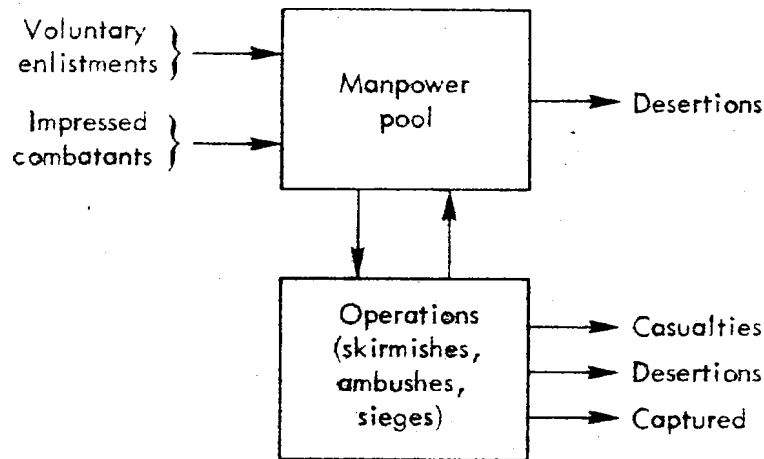 Voluntary
enlistments
Impressed
combatants
Manpower
pool
Desertions
Operations
(skirmishes,
ambushes,
sieges)
Casualties
Desertions
Captured